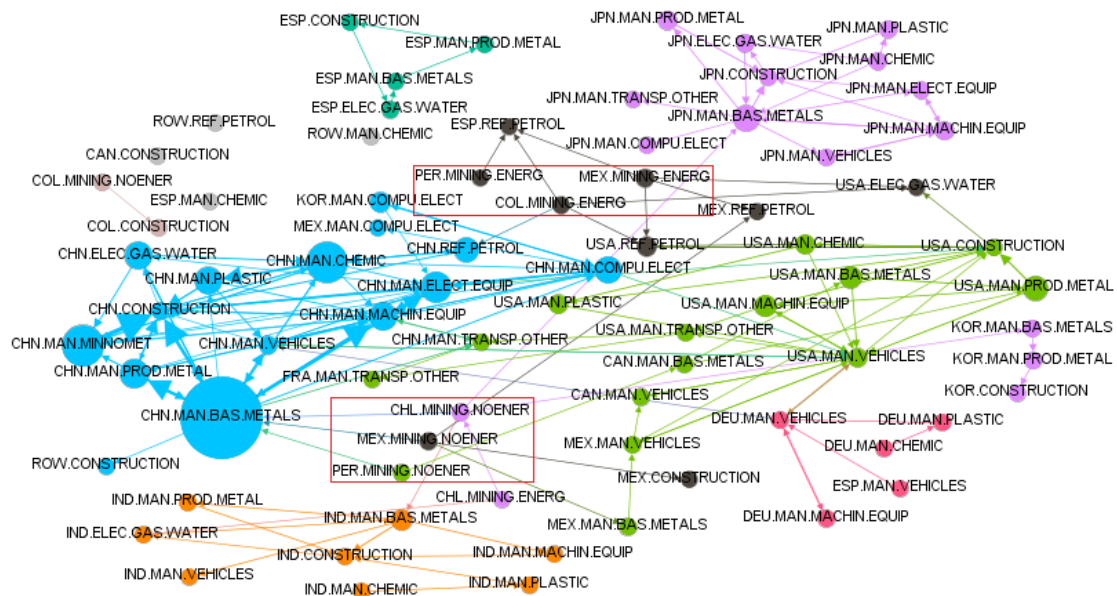 ESP.CONSTRUCTION
JPN.MAN.PROD.METAL
JPN.MAN.PLASTIC
ESP.MAN.PROD.METAL
JPN.ELEC.GAS.WATER
JPN.MAN.CHEMIC
ESP.MAN.BAS.METALS
JPN.CONSTRUCTION
JPN.MAN.ELECT.EQUIP
ESP.ELEC.GAS.WATER
JPN.MAN.TRANSP.OTHER
JPN.MAN.BAS.METALS
ROW.REF.PETROL
ROW.MAN.CHEMIC
ESP.REF.PETROL
JPN.MAN.MACHIN.EQUIP
JPN.MAN.COMPU.ELECT
CAN.CONSTRUCTION
JPN.MAN.VEHICLES
COL.MINING.NOENER
PER.MINING.ENERG
MEX.MINING.ENERG
USA.ELEC.GAS.WATER
ESP.MAN.CHEMIC
KOR.MAN.COMPU.ELECT
COL.MINING.ENERG
MEX.REF.PETROL
COL.CONSTRUCTION
MEX.MAN.COMPU.ELECT
CHN.ELEC.GAS.WATER
CHN.REF.PETROL
USA.REF.PETROL
USA.MAN.CHEMIC
USA.CONSTRUCTION
CHN.MAN.CHEMIC
CHN.MAN.COMPU.ELECT
CHN.MAN.PLASTIC
CHN.MAN.ELECT.EQUIP
USA.MAN.BAS.METALS
USA.MAN.PROD.METAL
CHN.CONSTRUCTION
CHN.MAN.MACHIN.EQUIP
USA.MAN.PLASTIC
USA.MAN.MACHIN.EQUIP
KOR.MAN.BAS.METALS
CHN.MAN.MINNOMET
CHN.MAN.VEHICLES
CHN.MAN.TRANSP.OTHER
USA.MAN.TRANSP.OTHER
USA.MAN.VEHICLES
KOR.MAN.PROD.METAL
CHN.MAN.PROD.METAL
FRA.MAN.TRANSP.OTHER
CAN.MAN.BAS.METALS
KOR.CONSTRUCTION
CHN.MAN.BAS.METALS
CHL.MINING.NOENER
CAN.MAN.VEHICLES
DEU.MAN.VEHICLES
DEU.MAN.PLASTIC
MEX.MINING.NOENER
MEX.MAN.VEHICLES
DEU.MAN.CHEMIC
ROW.CONSTRUCTION
PER.MINING.NOENER
MEX.CONSTRUCTION
ESP.MAN.VEHICLES
IND.MAN.PROD.METAL
CHL.MINING.ENERG
IND.MAN.BAS.METALS
MEX.MAN.BAS.METALS
DEU.MAN.MACHIN.EQUIP
IND.ELEC.GAS.WATER
IND.CONSTRUCTION
IND.MAN.MACHIN.EQUIP
IND.MAN.VEHICLES
IND.MAN.CHEMIC
IND.MAN.PLASTIC